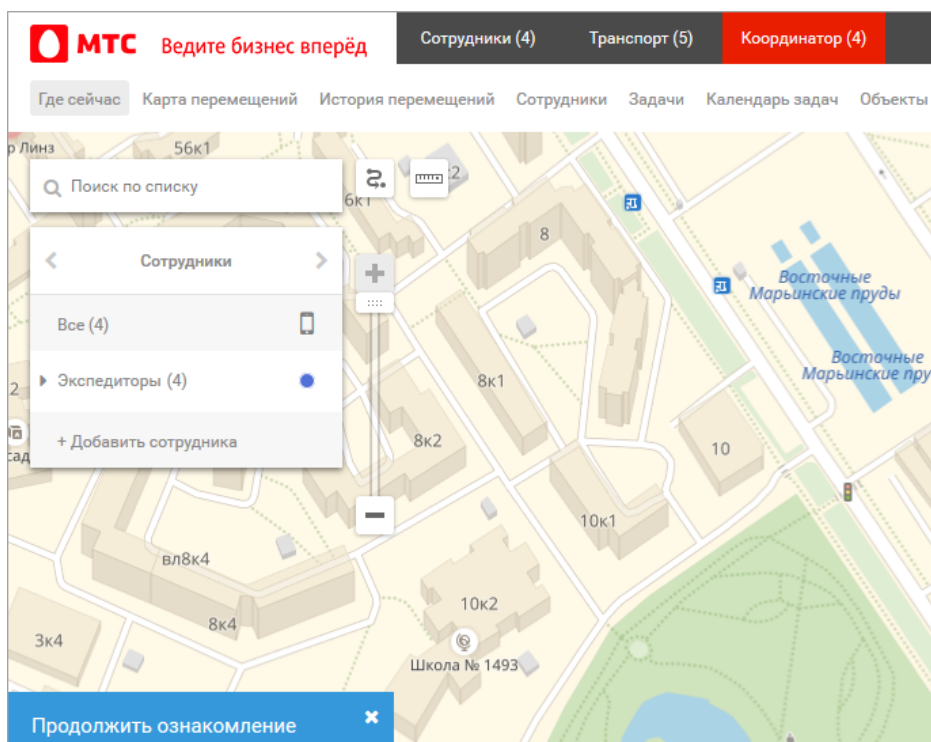 МТС Ведите бизнес вперёд
Сотрудники (4) Транспорт (5) Координатор (4)
Где сейчас Карта перемещений История перемещений Сотрудники Задачи Календарь задач Объекты
р Линз
56к1
Поиск по списку
6к1
8
Сотрудники
Восточные
Марьинские пруды
Все (4)
Восточные
Марьинские пру
Экспедиторы (4)
8к1
2
+ Добавить сотрудника
8к2
10
сад
10к1
вл8к4
10к2
8к4
3к4
Школа № 1493
Продолжить ознакомление